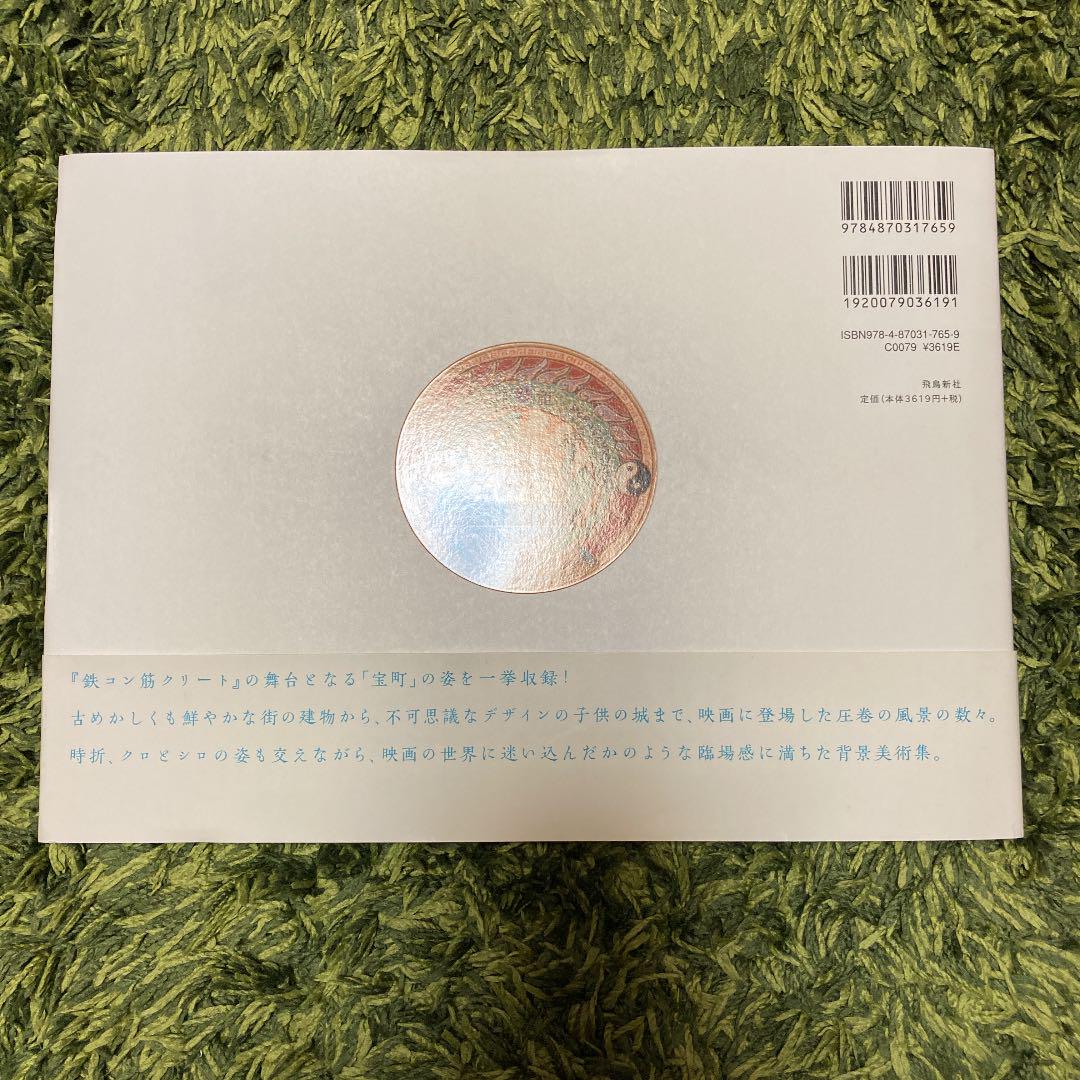 9784870317659
1920079036191
ISBN978-4-87031-765-9
C0079 ¥3619E
飛鳥新社
定価(本体3619円+税)
『鉄コン筋クリート』の舞台となる「宝町」の姿を一挙収録!
古めかしくも鮮やかな街の建物から、不可思議なデザインの子供の城まで、映画に登場した圧巻の風景の数々。
時折、クロとシロの姿も交えながら、映画の世界に迷い込んだかのような臨場感に満ちた背景美術集。